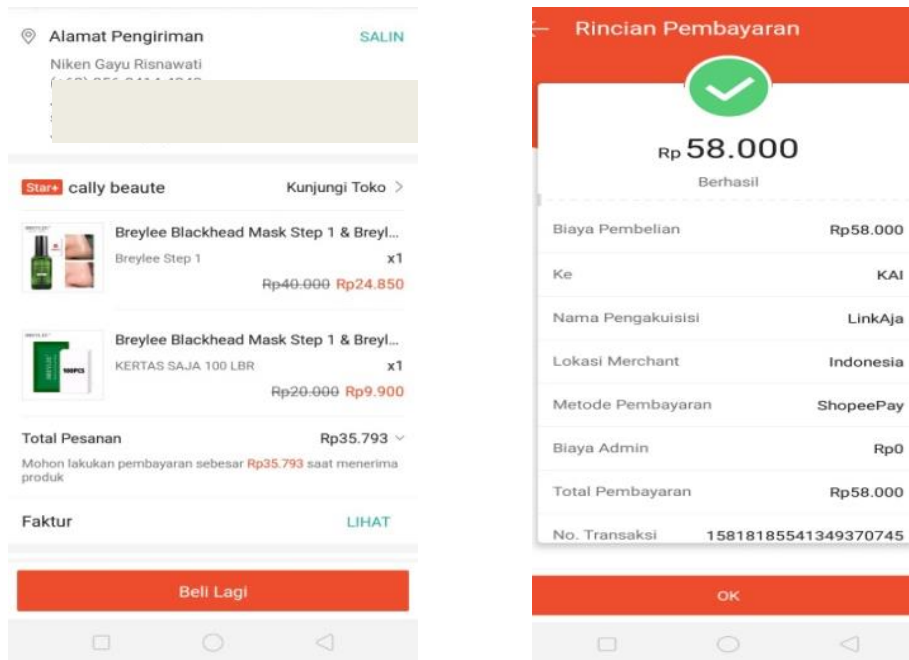 Alamat Pengiriman
SALIN
Niken Gayu Risnawati
Star+ cally beaute
Kunjungi Toko >
Breylee Blackhead Mask Step 1 & Breyl...
Breylee Step 1
x1
Rp40.000 Rp24.850
Breylee Blackhead Mask Step 1 & Breyl...
KERTAS SAJA 100 LBR
x1
Rp20.000 Rp9.900
100PCS
Total Pesanan
Rp35.793
Mohon lakukan pembayaran sebesar Rp35.793 saat menerima
produk
Faktur
LIHAT
Beli Lagi
Rincian Pembayaran
Rp 58.000
Berhasil
Biaya Pembelian
Rp58.000
Ke
KAI
Nama Pengakuisisi
LinkAja
Lokasi Merchant
Indonesia
Metode Pembayaran
ShopeePay
Biaya Admin
Rp0
Total Pembayaran
Rp58.000
No. Transaksi
15818185541349370745
OK